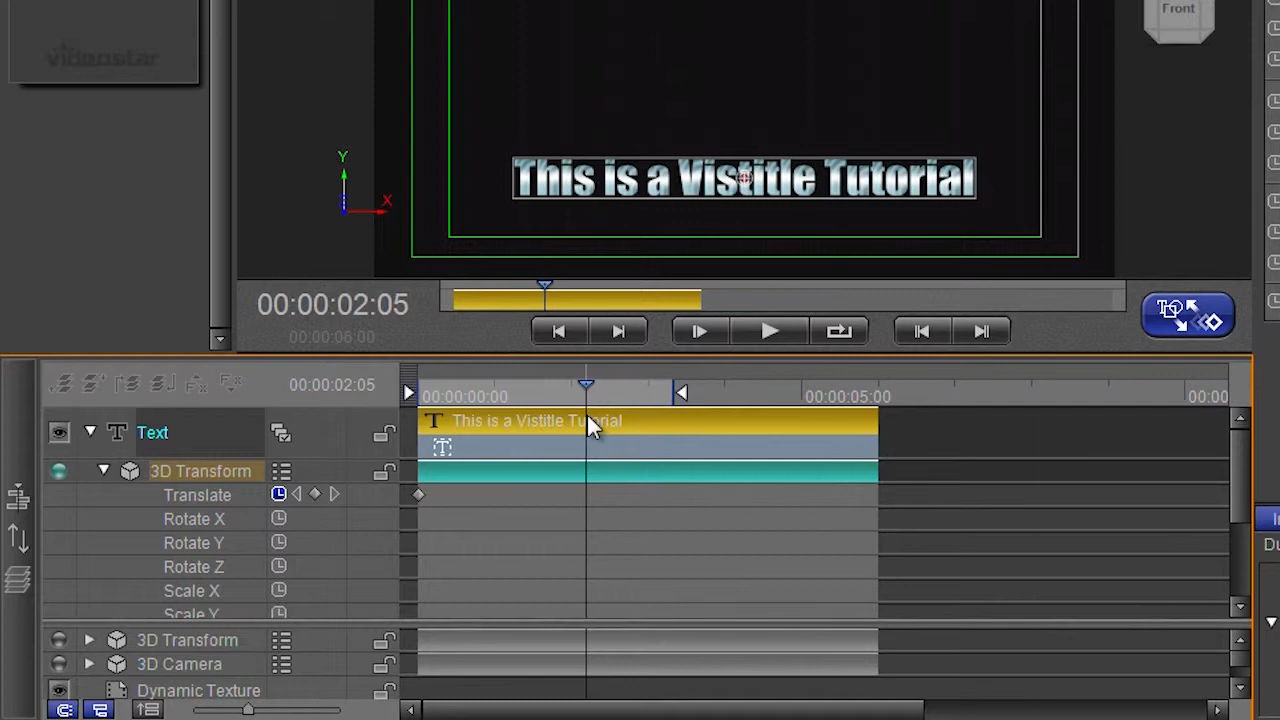 Front
videostar
Y
X
This is a Vistitle Tutorial
00:00:02:05
00:00:06:00
00:00:02:05
00:00:00:00
00:00:05:00
00:00
Text
T This is a Vistitle Tutorial
3D Transform
Translate
Rotate X
Rotate Y
Rotate Z
Scale X
Scale Y
3D Transform
3D Camera
Dynamic Texture
In
Du